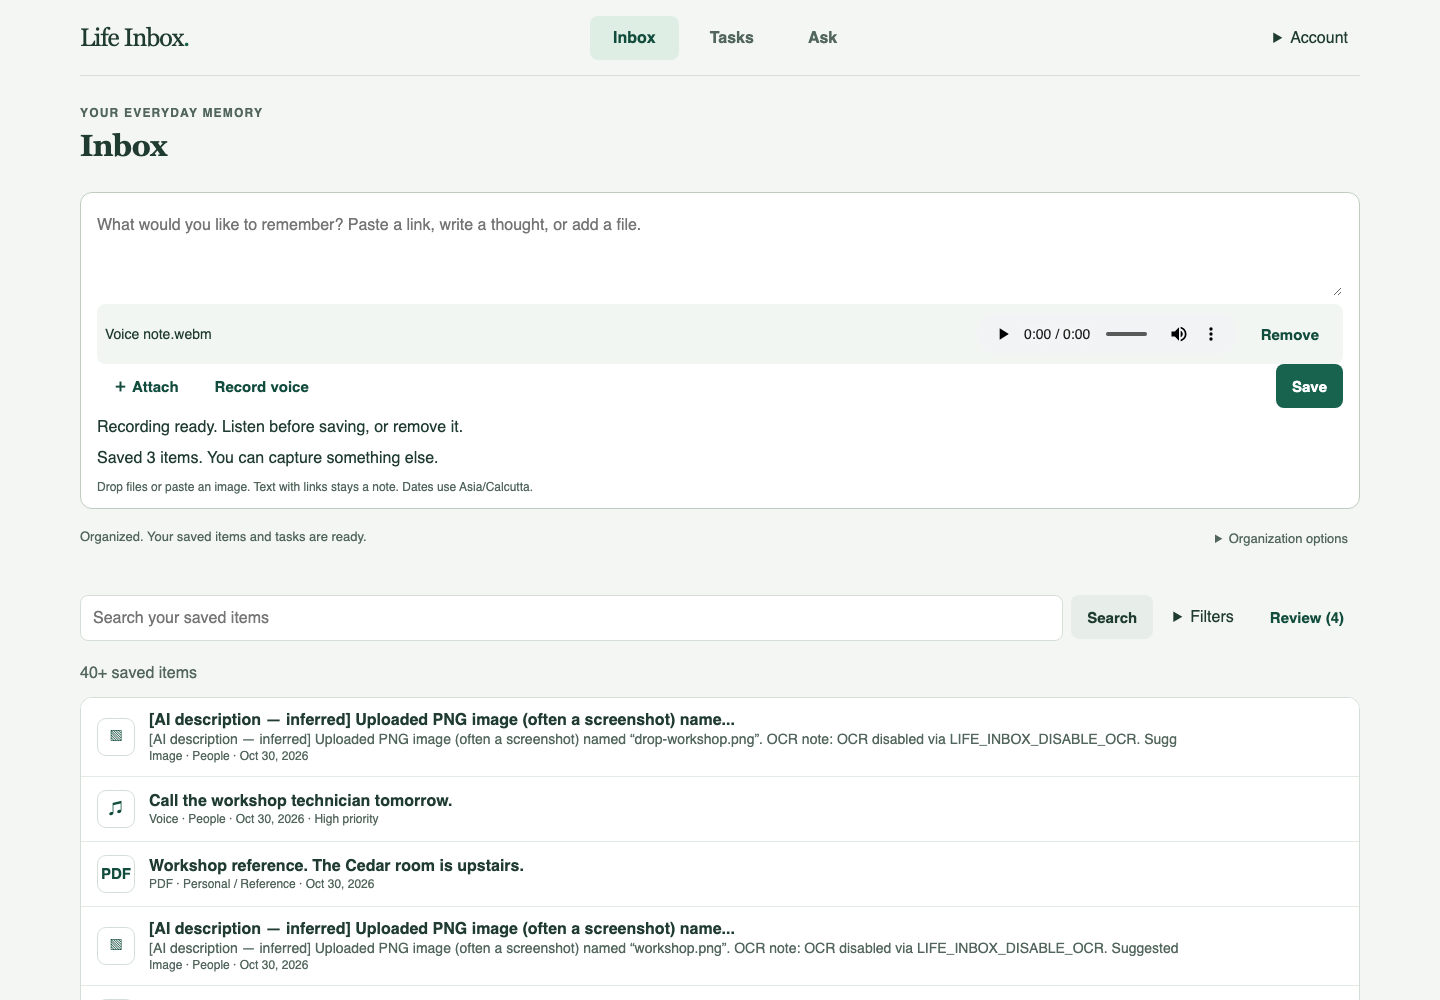 Life Inbox.
Inbox
Tasks
Ask
Account
YOUR EVERYDAY MEMORY
Inbox
What would you like to remember? Paste a link, write a thought, or add a file.
Voice note.webm
0:00 / 0:00
Remove
+ Attach
Record voice
Save
Recording ready. Listen before saving, or remove it.
Saved 3 items. You can capture something else.
Drop files or paste an image. Text with links stays a note. Dates use Asia/Calcutta.
Organized. Your saved items and tasks are ready.
Organization options
Search your saved items
Search
Filters
Review (4)
40+ saved items
[AI description — inferred] Uploaded PNG image (often a screenshot) name...
[AI description — inferred] Uploaded PNG image (often a screenshot) named “drop-workshop.png”. OCR note: OCR disabled via LIFE_INBOX_DISABLE_OCR. Sugg
Image · People · Oct 30, 2026
Call the workshop technician tomorrow.
Voice · People · Oct 30, 2026 · High priority
PDF
Workshop reference. The Cedar room is upstairs.
PDF · Personal / Reference · Oct 30, 2026
[AI description — inferred] Uploaded PNG image (often a screenshot) name...
[AI description — inferred] Uploaded PNG image (often a screenshot) named “workshop.png”. OCR note: OCR disabled via LIFE_INBOX_DISABLE_OCR. Suggested
Image · People · Oct 30, 2026